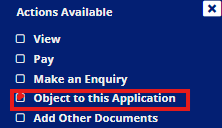 Actions Available
View
Pay
Make an Enquiry
Object to this Application
Add Other Documents